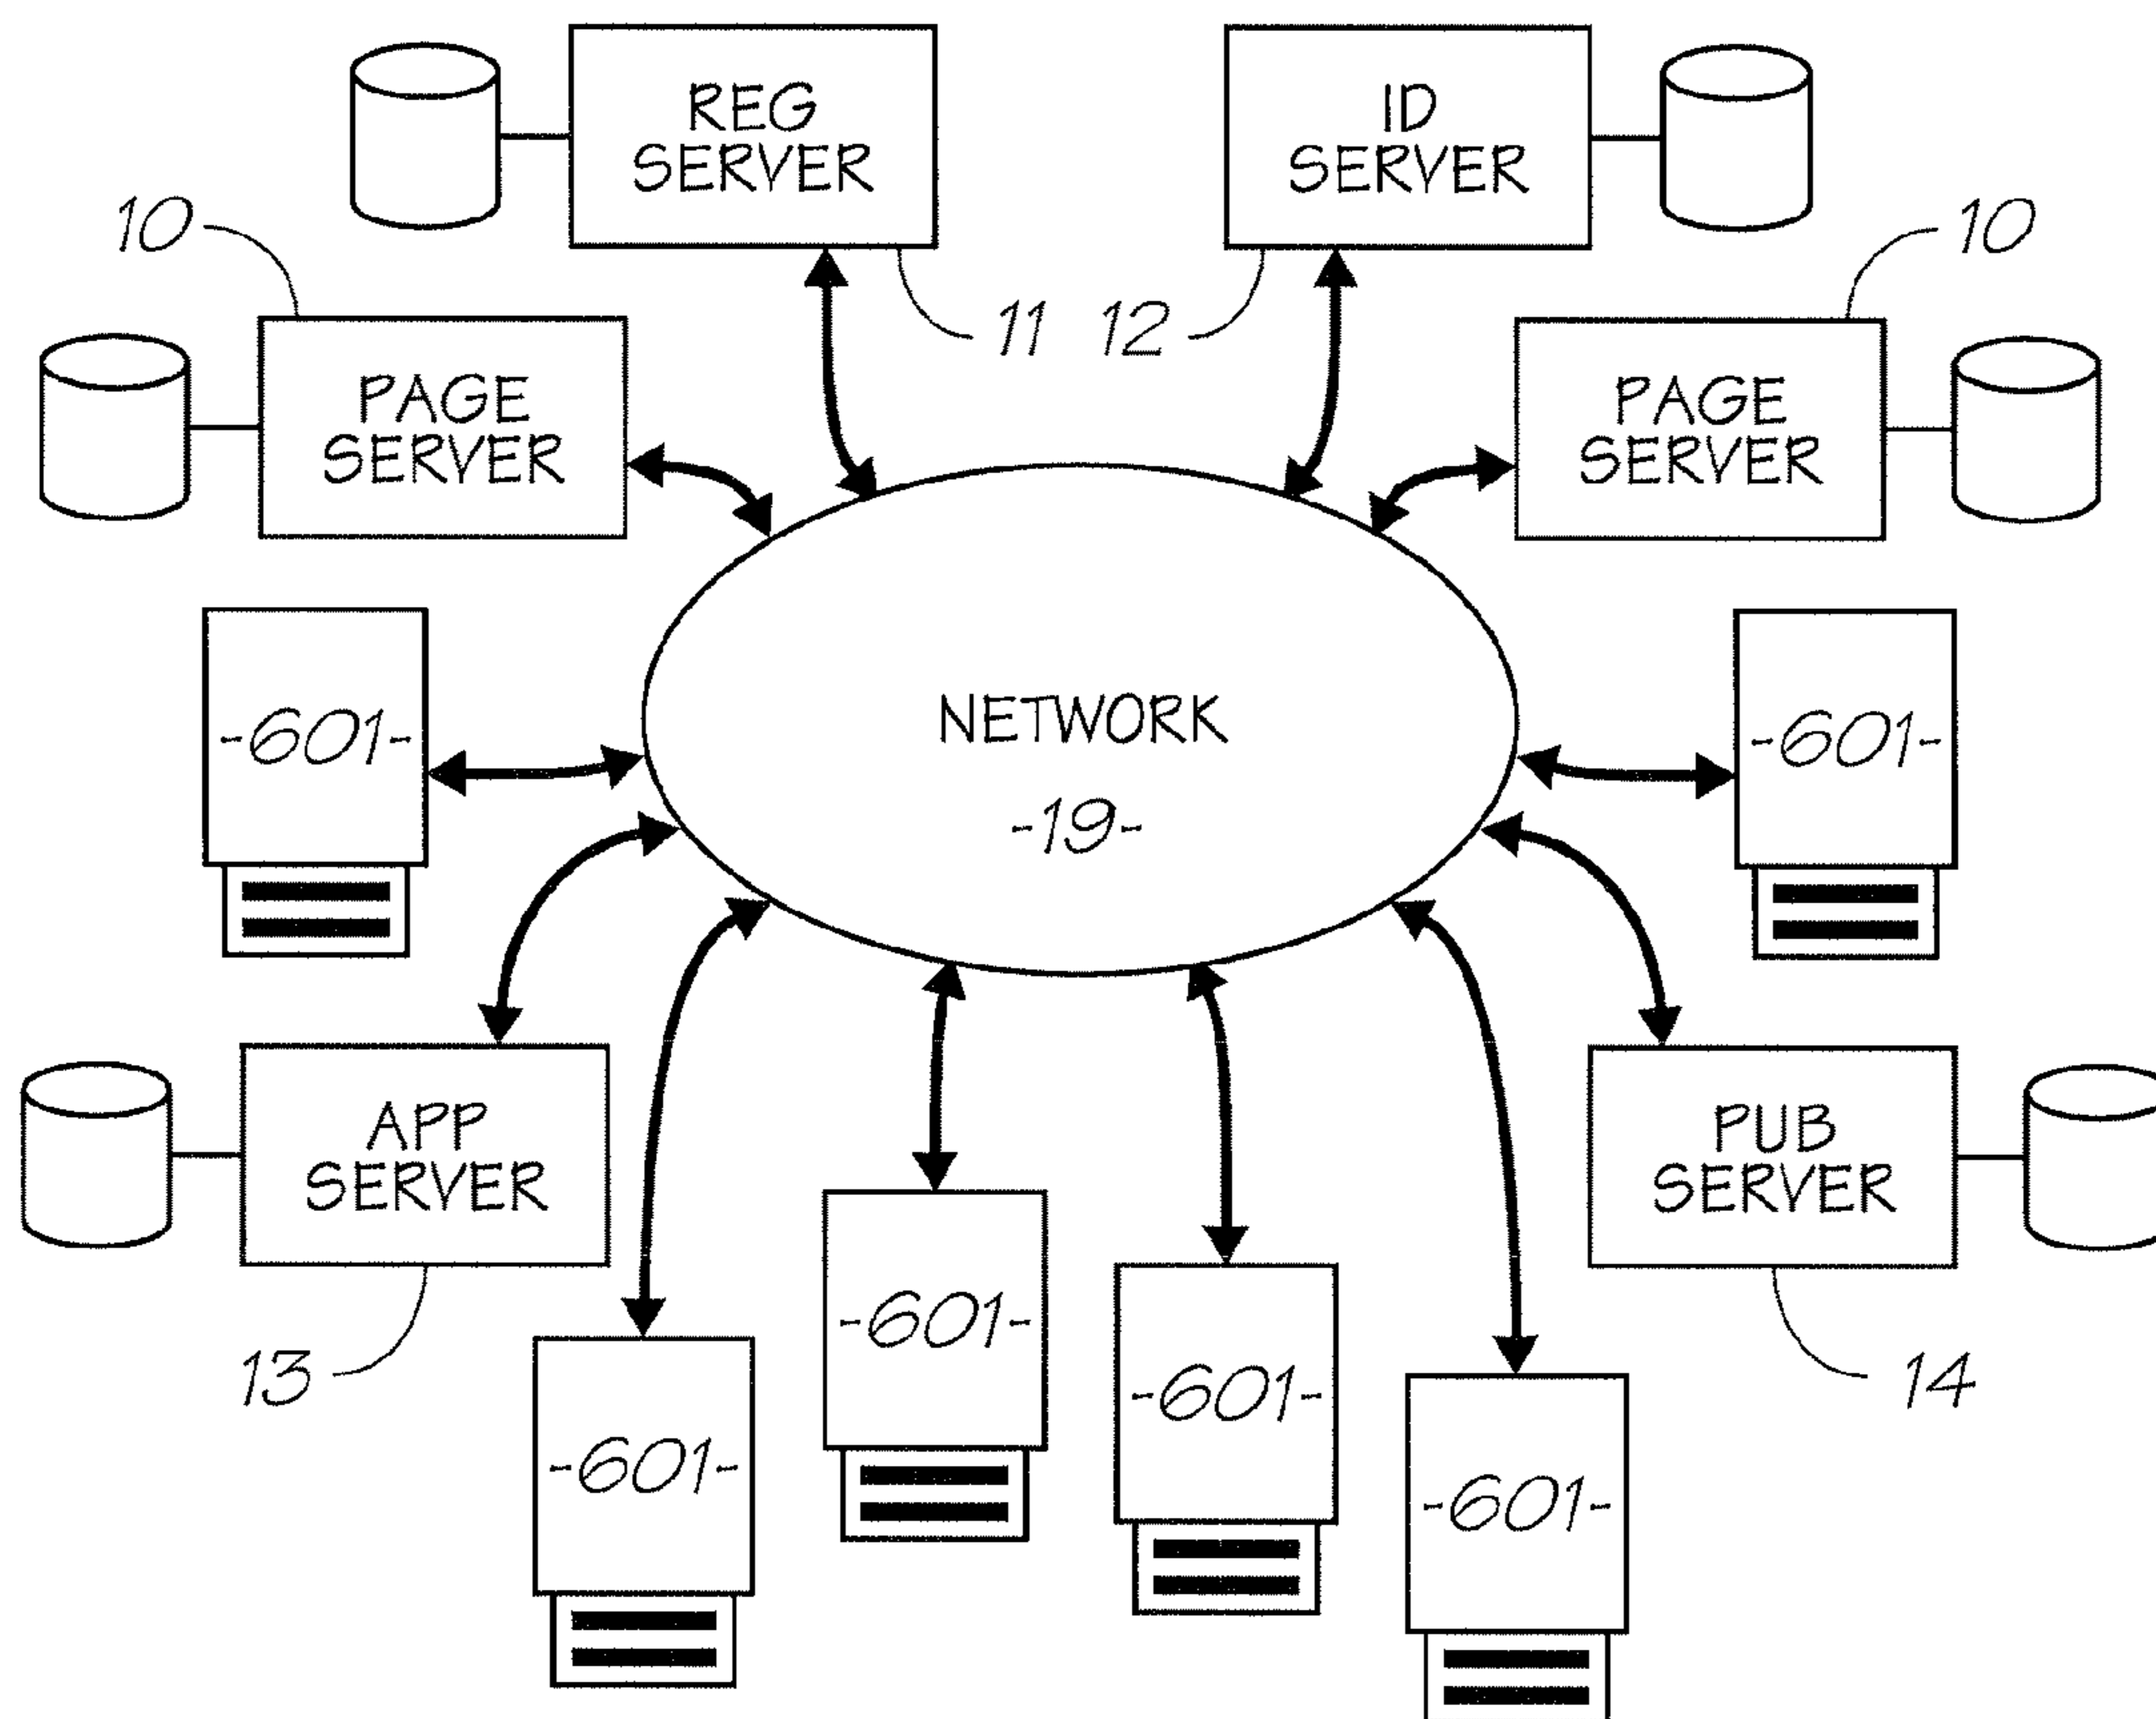 REG
SERVER
ID
SERVER
10
10
11
12
PAGE
SERVER
PAGE
SERVER
-601-
NETWORK
-19-
-601-
APP
SERVER
PUB
SERVER
13
-601-
-601-
-601-
-601-
14